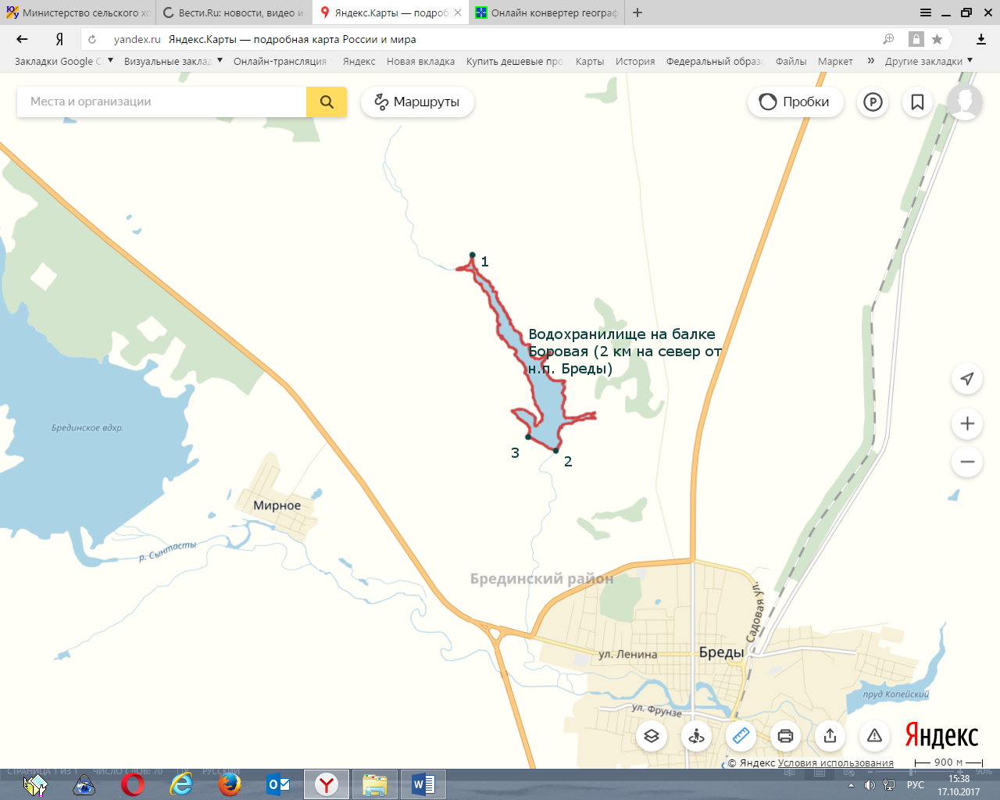 Министерство сельского хо
Вести.Ru: новости, видео и
Яндекс.Карты — подроб
Онлайн конвертер географ
yandex.ru Яндекс.Карты — подробная карта России и мира
Закладки Google
Визуальные заклад
Онлайн-трансляция
Яндекс
Новая вкладка
Купить дешевые про
Карты
История
Федеральный образо
Файлы
Маркет
»
Другие закладки
Места и организации
Маршруты
Пробки
P
1
Водохранилище на балке
Боровая (2 км на север от
н.п. Бреды)
Брединское вдхр.
3
2
Мирное
р. Сынтасты
Брединский район
Садовая ул.
ул. Ленина
Бреды
пруд Копейский
ул. Фрунзе
Яндекс
© Яндекс Условия использования
900 м
СТРАНИЦА 1 ИЗ 1
ЧИСЛО СЛОВ: 70
РУССКИЙ
90%
РУС
15:38
17.10.2017